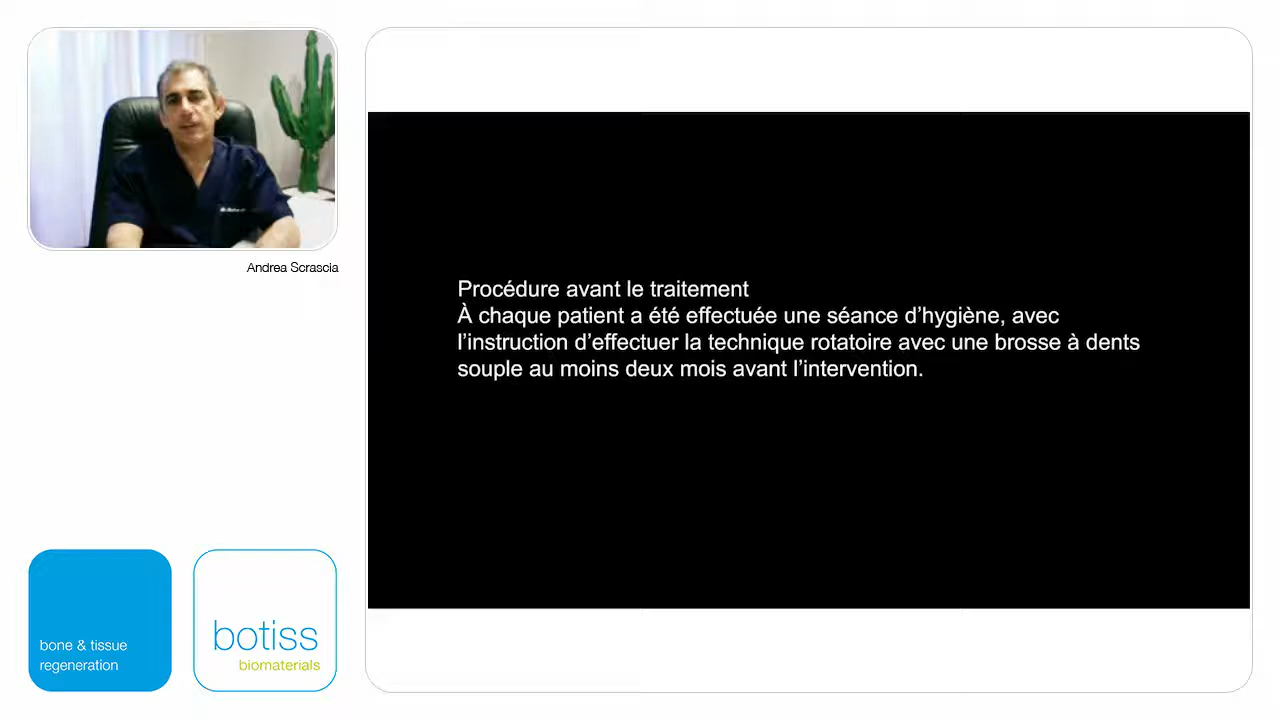 Andrea Scrascia
Procédure avant le traitement
À chaque patient a été effectuée une séance d’hygiène, avec
l’instruction d’effectuer la technique rotatoire avec une brosse à dents
souple au moins deux mois avant l’intervention.
bone & tissue
regeneration
botiss
biomaterials